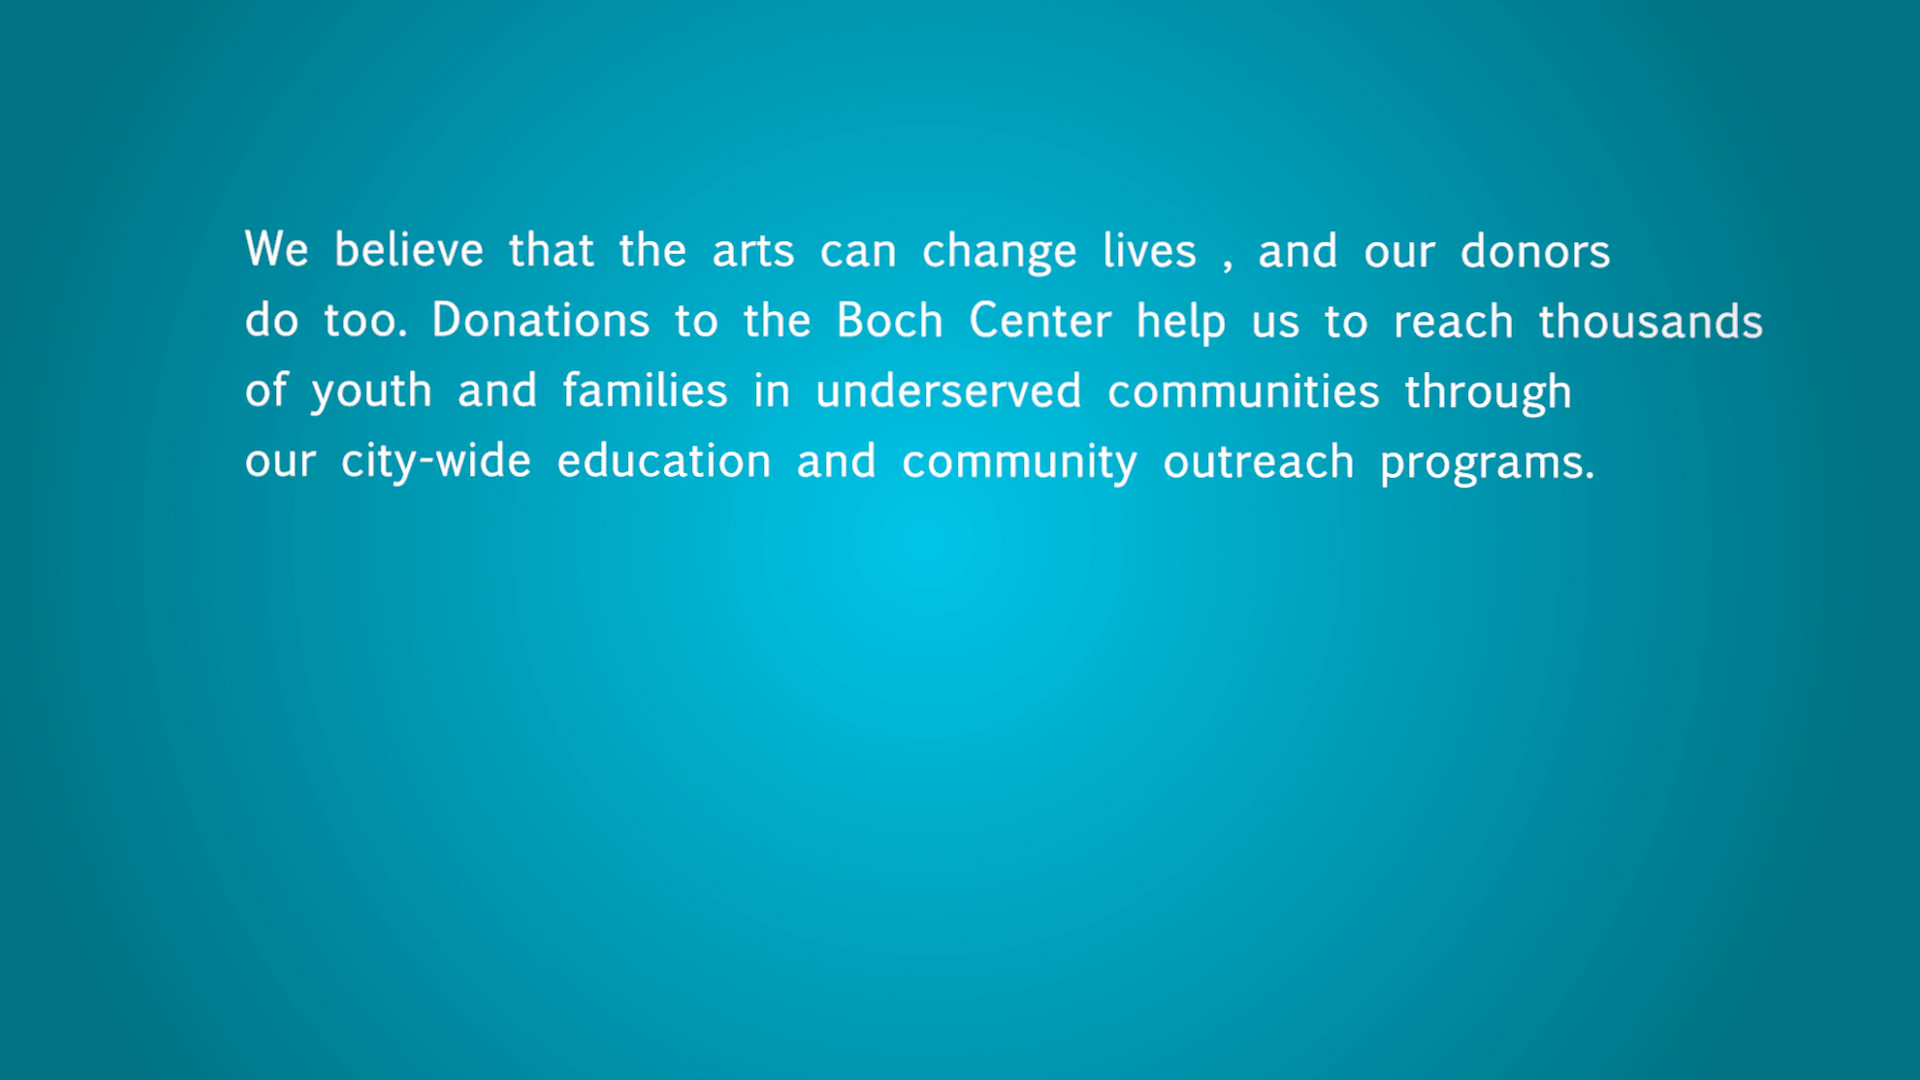 We believe that the arts can change lives , and our donors
do too. Donations to the Boch Center help us to reach thousands
of youth and families in underserved communities through
our city-wide education and community outreach programs.